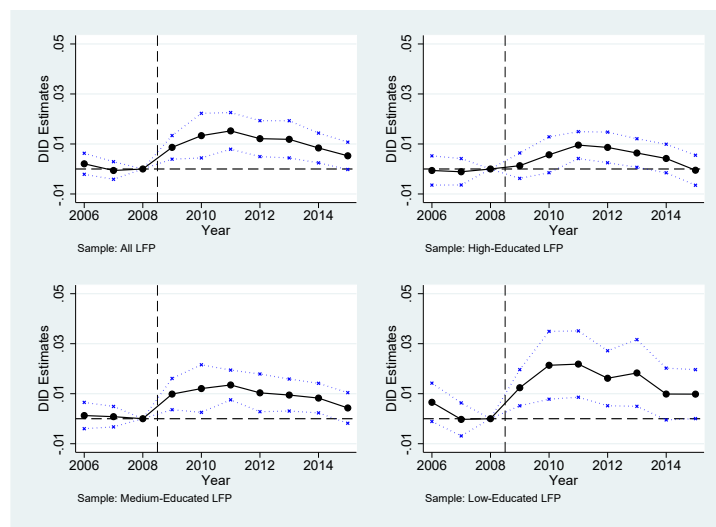 DID Estimates
.05
.03
.01
-.01
2006 2008 2010 2012 2014
Year
Sample: All LFP
DID Estimates
.05
.03
.01
-.01
2006 2008 2010 2012 2014
Year
Sample: High-Educated LFP
DID Estimates
.05
.03
.01
-.01
2006 2008 2010 2012 2014
Year
Sample: Medium-Educated LFP
DID Estimates
.05
.03
.01
-.01
2006 2008 2010 2012 2014
Year
Sample: Low-Educated LFP